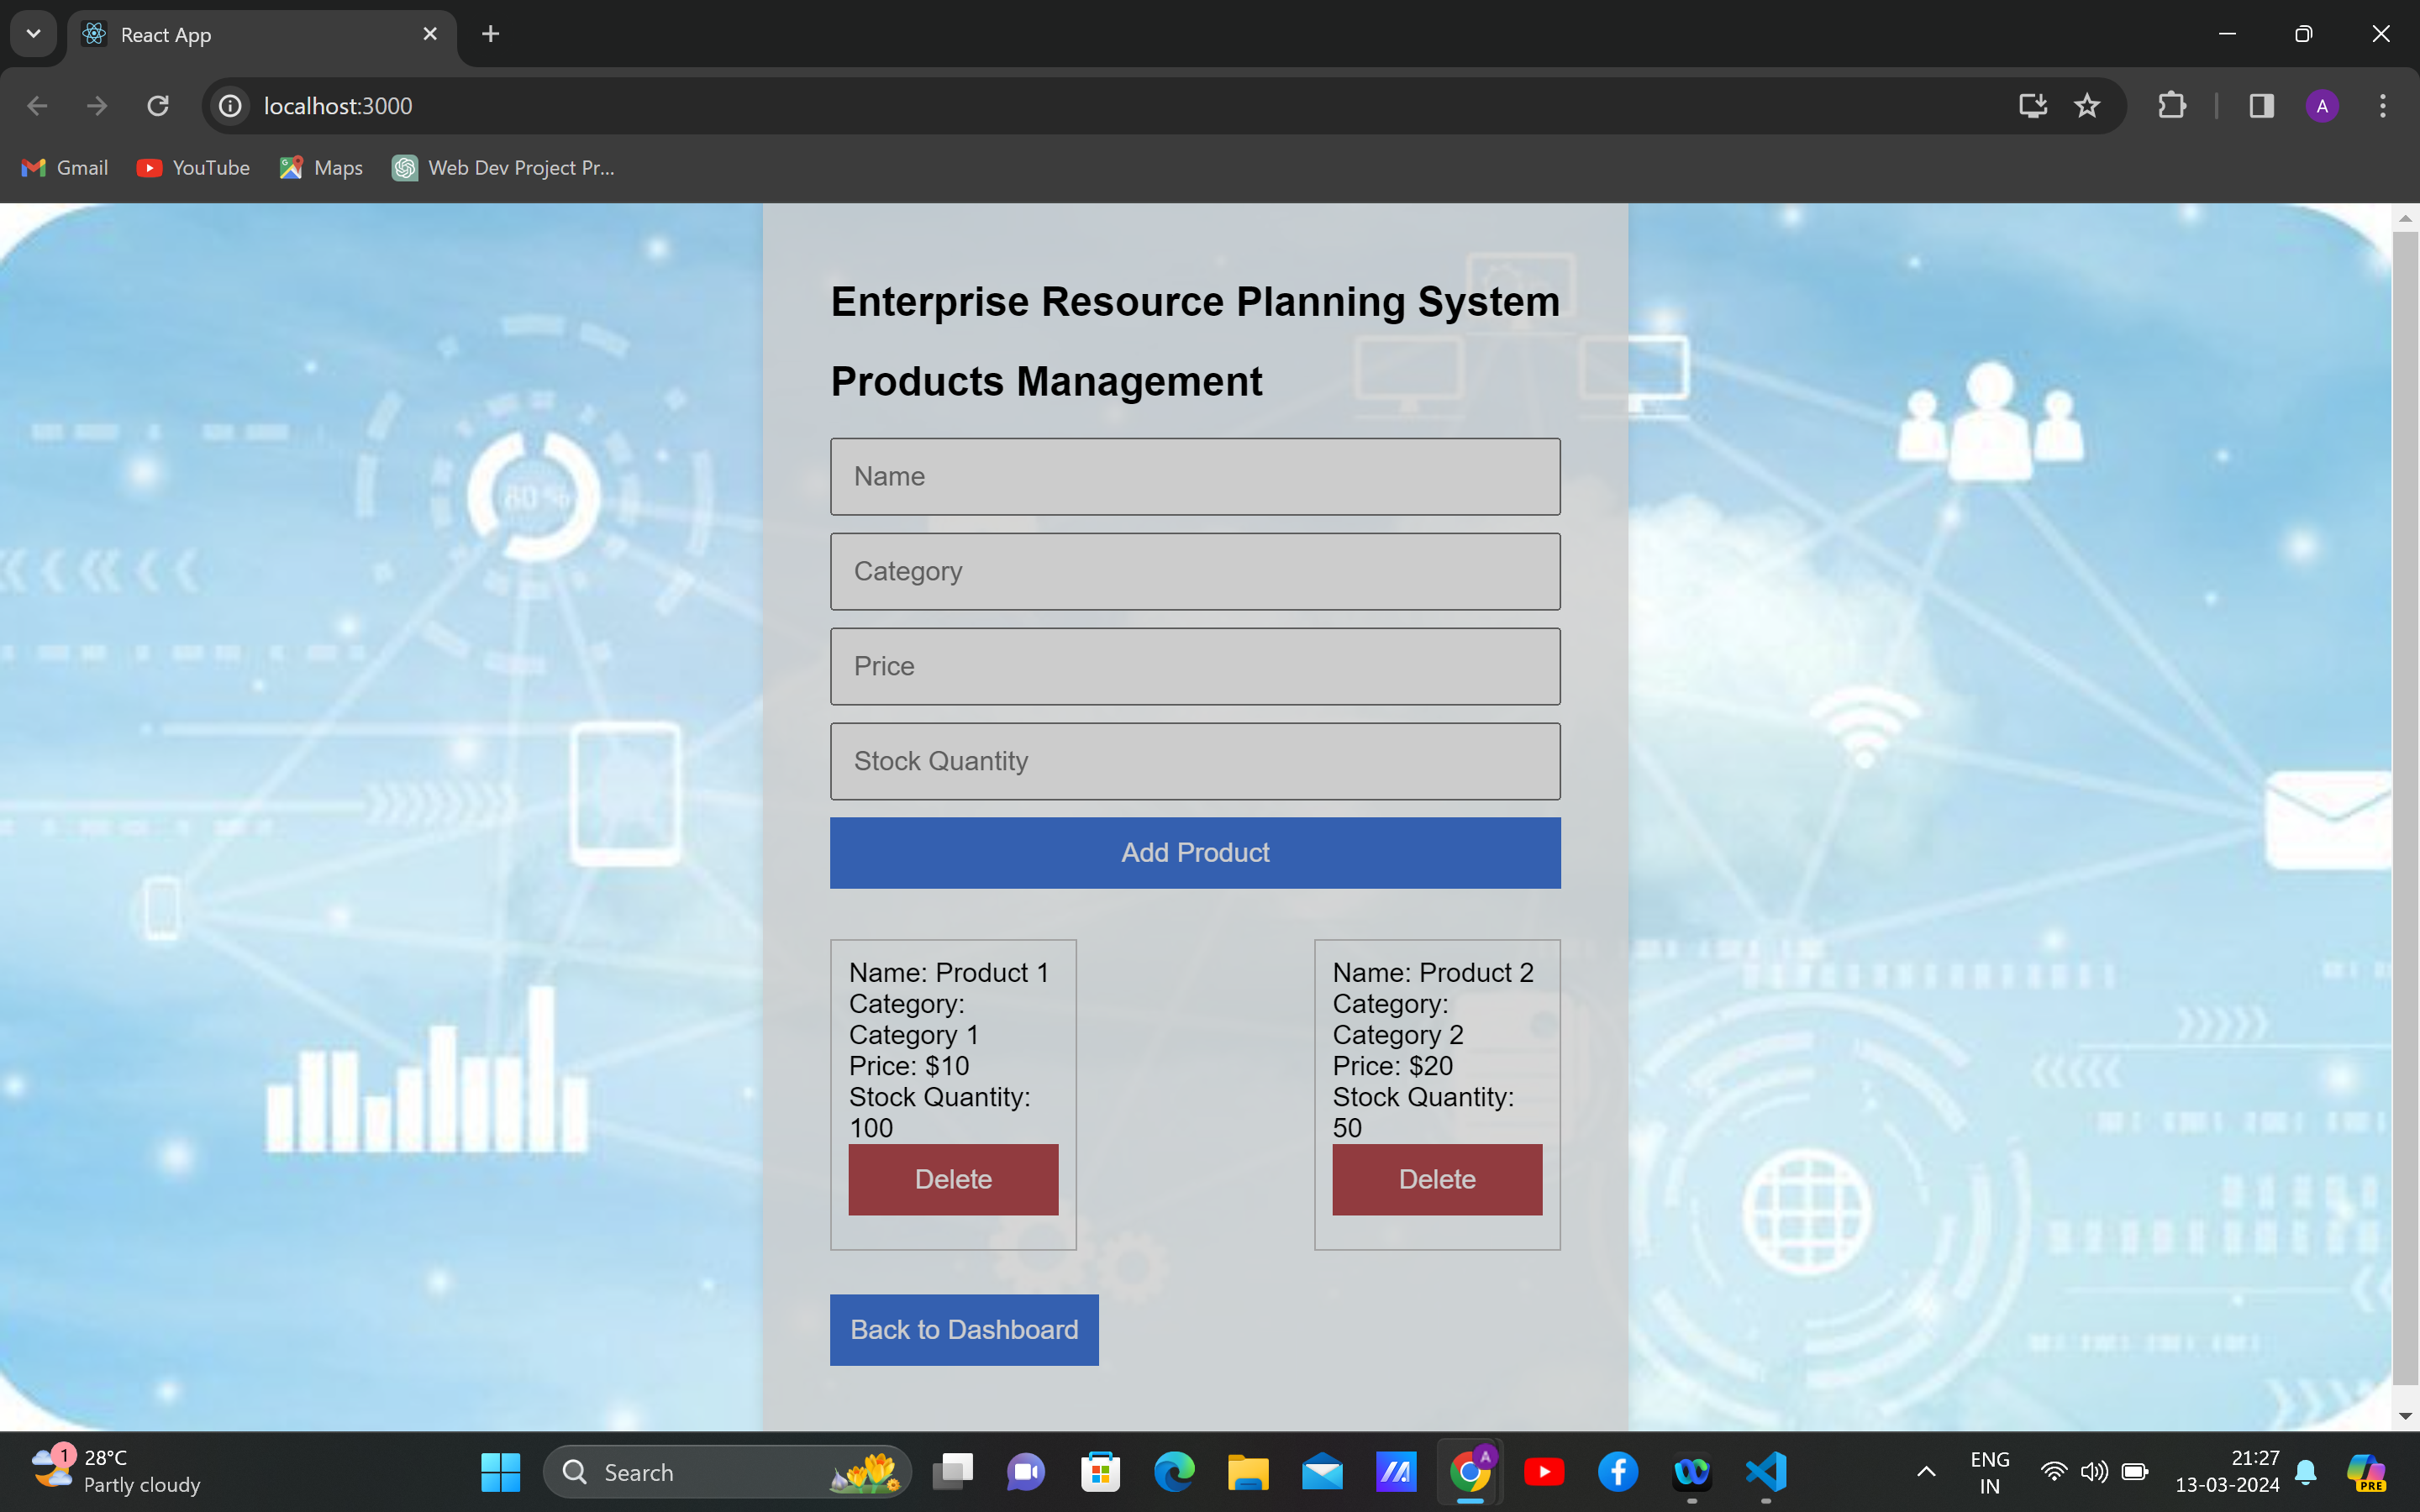 React App
localhost:3000
A
Gmail
YouTube
Maps
Web Dev Project Pr...
Enterprise Resource Planning System
Products Management
80%
Name
Category
Price
Stock Quantity
Add Product
Name: Product 1
Category:
Category 1
Price: $10
Stock Quantity:
100
Delete
Name: Product 2
Category:
Category 2
Price: $20
Stock Quantity:
50
Delete
Back to Dashboard
1
28°C
Partly cloudy
Search
A
ENG
IN
21:27
13-03-2024
PRE